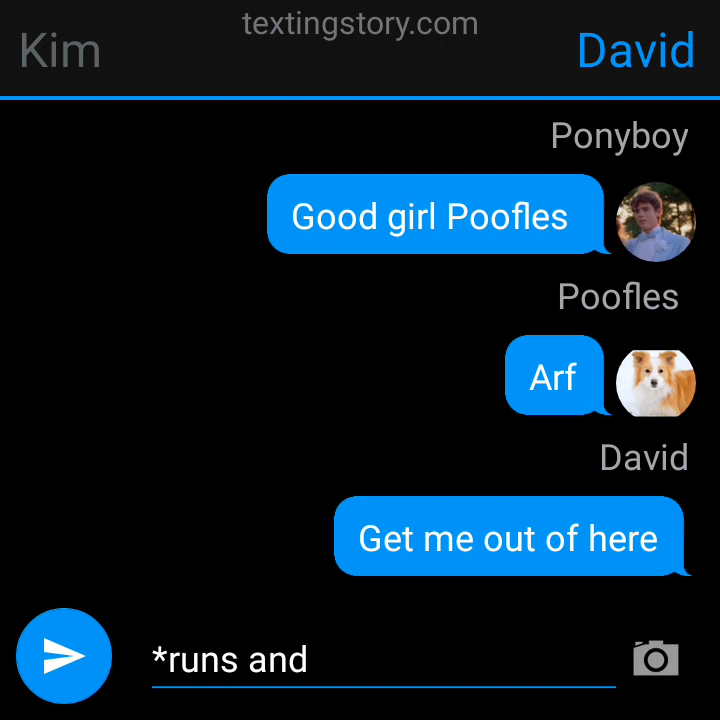 textingstory.com
Kim
David
Ponyboy
Good girl Poofles
Poofles
Arf
David
Get me out of here
*runs and